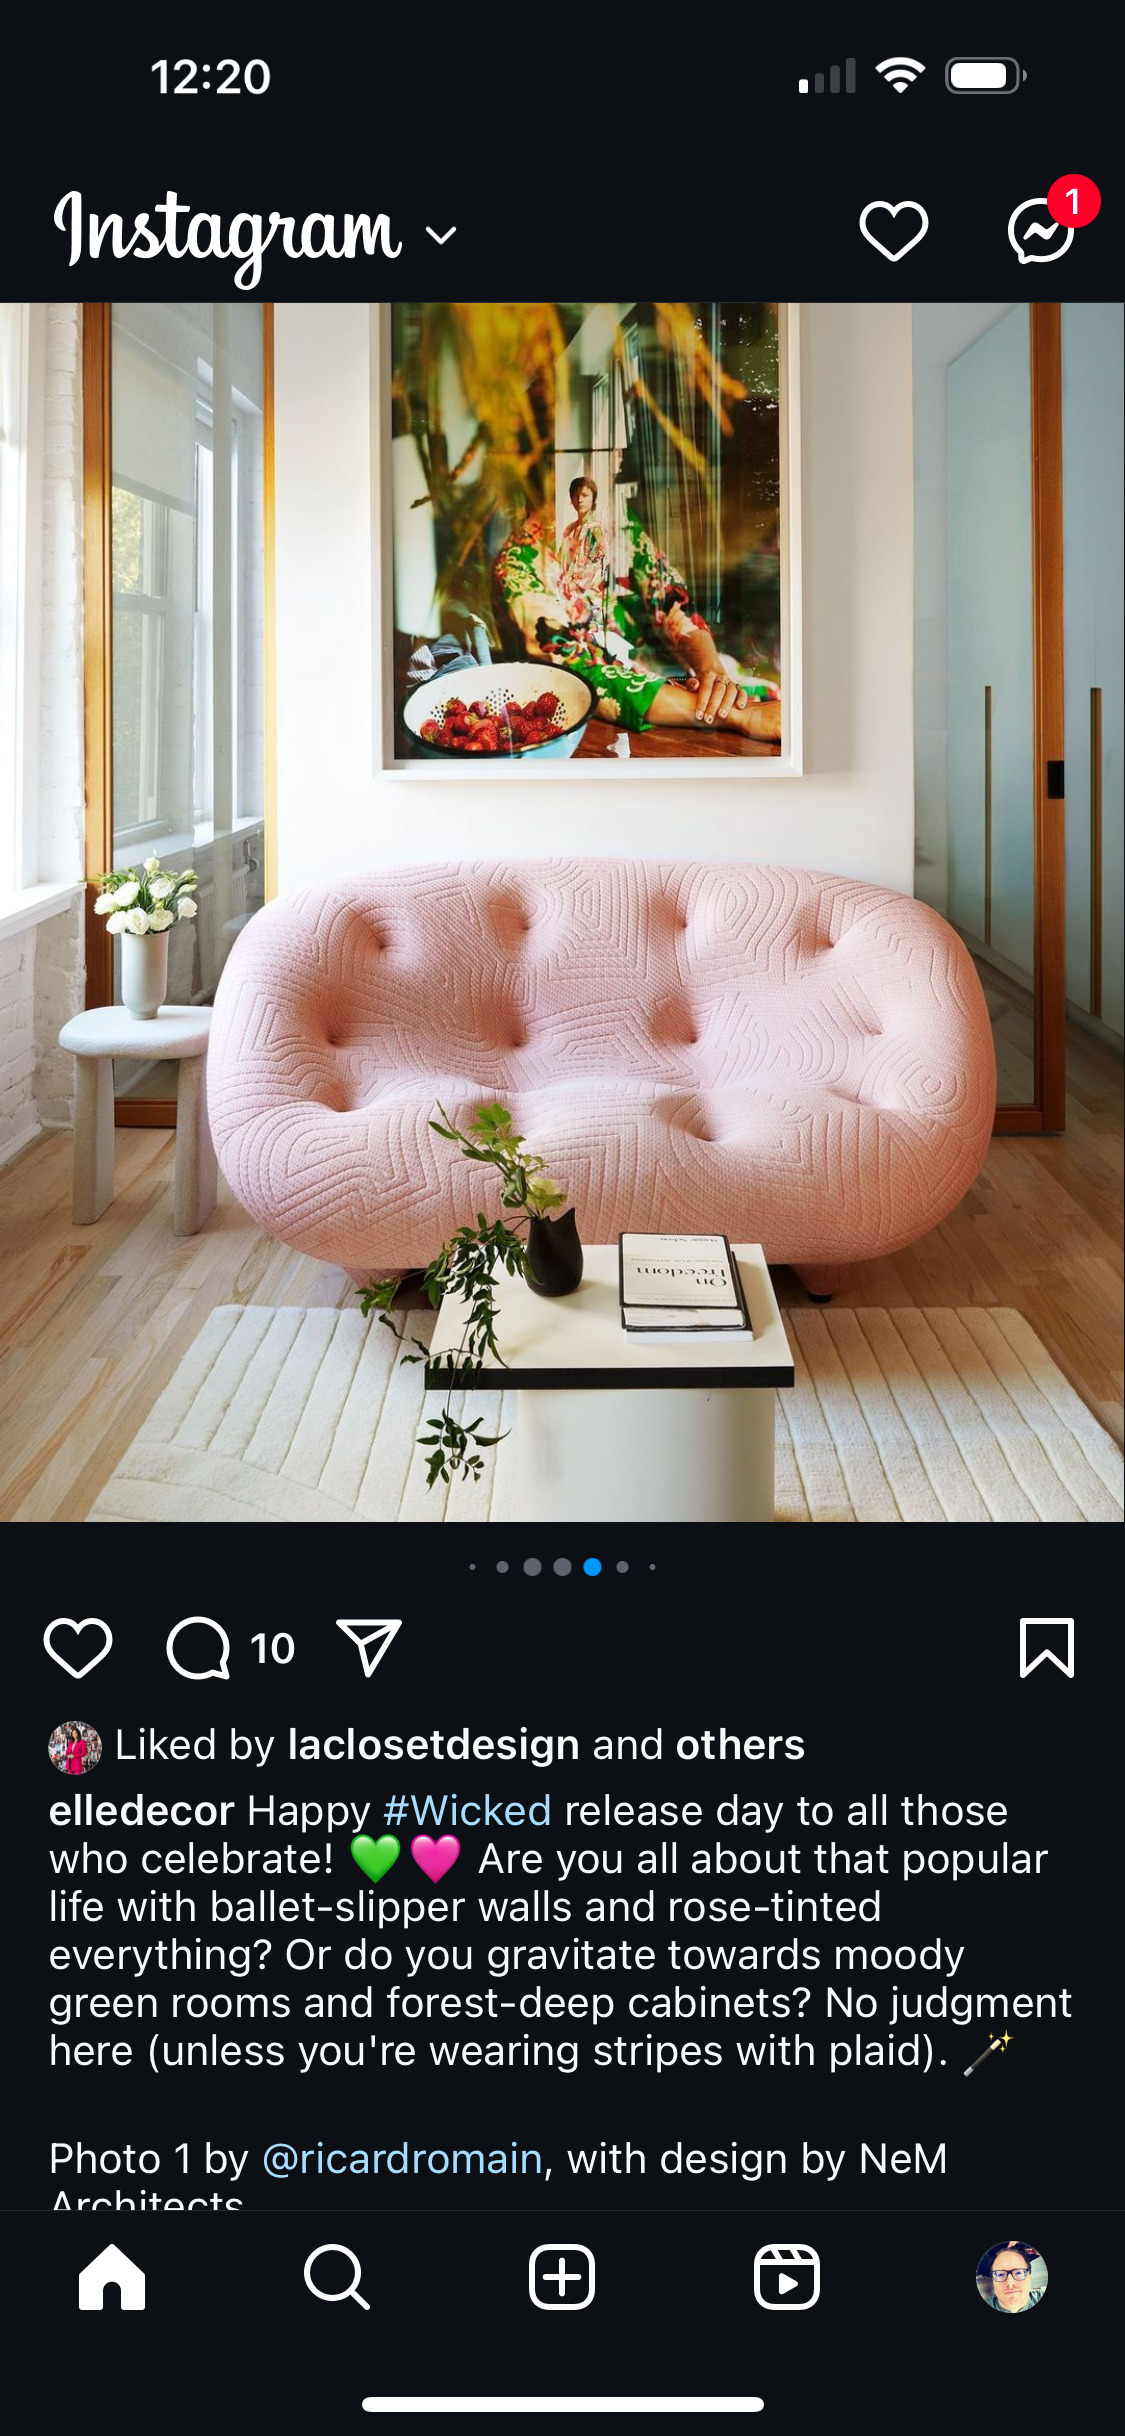 12:20
Instagram
1
Maggie Nelson
On
Freedom
10
Liked by laclosetdesign and others
elledecor Happy #Wicked release day to all those
who celebrate! 💚💖 Are you all about that popular
life with ballet-slipper walls and rose-tinted
everything? Or do you gravitate towards moody
green rooms and forest-deep cabinets? No judgment
here (unless you're wearing stripes with plaid). 🪄
Photo 1 by @ricardromain, with design by NeM
Architects